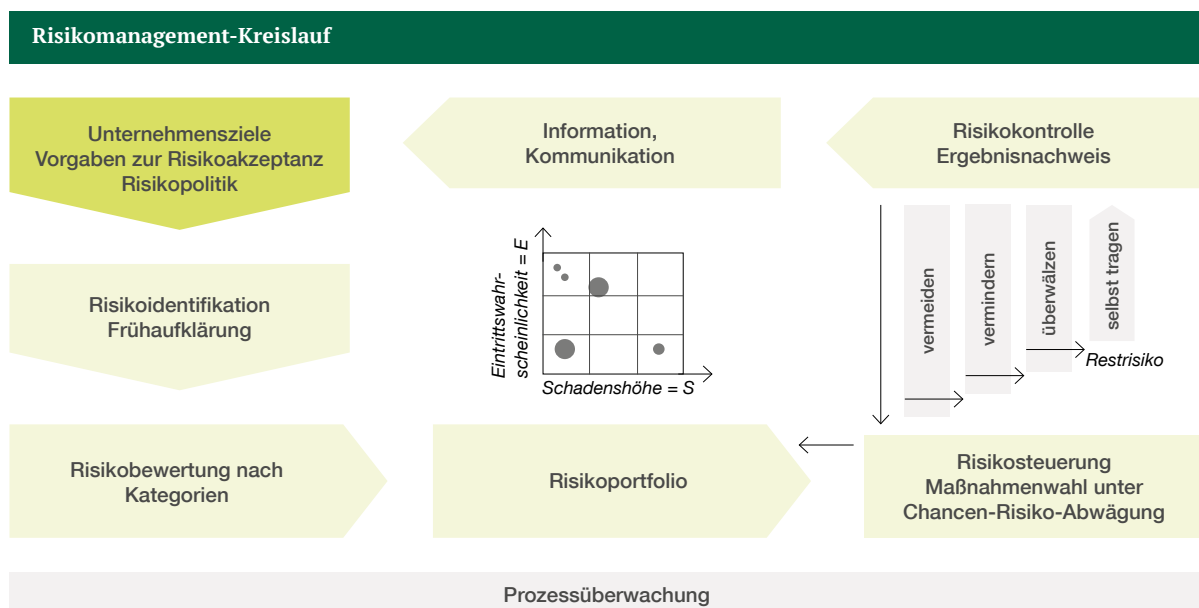 Risikomanagement-Kreislauf
Unternehmensziele
Vorgaben zur Risikoakzeptanz
Risikopolitik
Information,
Kommunikation
Risikokontrolle
Ergebnisnachweis
Risikoidentifikation
Frühaufklärung
Eintrittswahr-
scheinlichkeit = E
Schadenshöhe = S
vermeiden
vermindern
überwälzen
selbst tragen
Restrisiko
Risikobewertung nach
Kategorien
Risikoportfolio
Risikosteuerung
Maßnahmenwahl unter
Chancen-Risiko-Abwägung
Prozessüberwachung